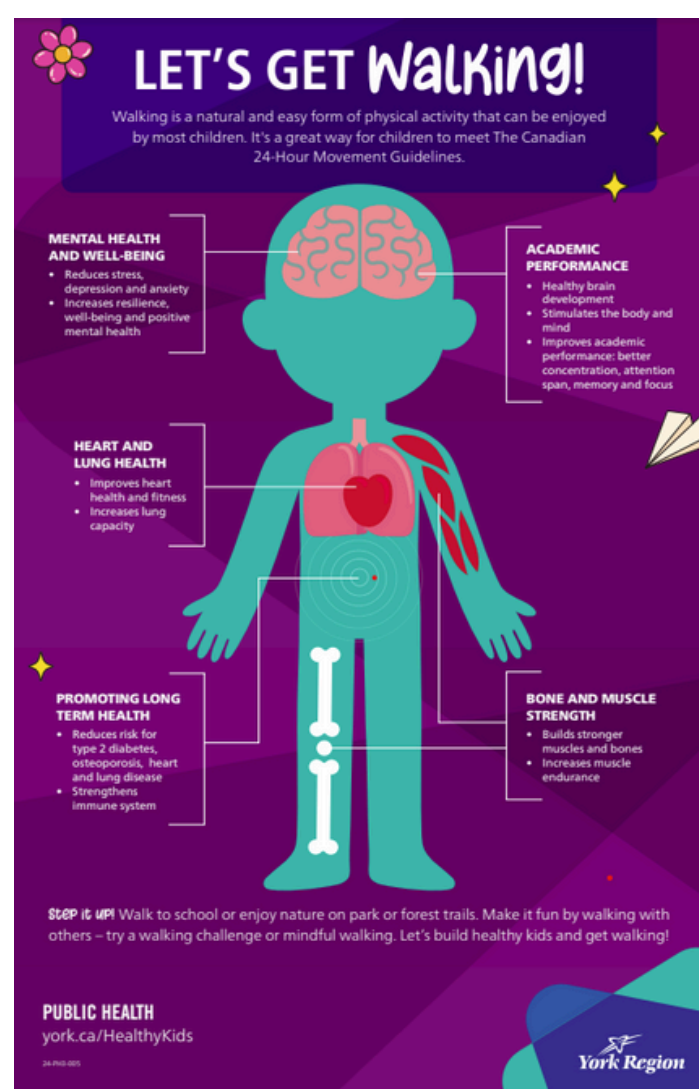 LET'S GET Walking!
Walking is a natural and easy form of physical activity that can be enjoyed
by most children. It's a great way for children to meet The Canadian
24-Hour Movement Guidelines.
MENTAL HEALTH
AND WELL-BEING
• Reduces stress,
depression and anxiety
• Increases resilience,
well-being and positive
mental health
ACADEMIC
PERFORMANCE
• Healthy brain
development
• Stimulates the body and
mind
• Improves academic
performance: better
concentration, attention
span, memory and focus
HEART AND
LUNG HEALTH
• Improves heart
health and fitness
• Increases lung
capacity
PROMOTING LONG
TERM HEALTH
• Reduces risk for
type 2 diabetes,
osteoporosis, heart
and lung disease
• Strengthens
immune system
BONE AND MUSCLE
STRENGTH
• Builds stronger
muscles and bones
• Increases muscle
endurance
Step it up! Walk to school or enjoy nature on park or forest trails. Make it fun by walking with
others – try a walking challenge or mindful walking. Let's build healthy kids and get walking!
PUBLIC HEALTH
york.ca/HealthyKids
York Region